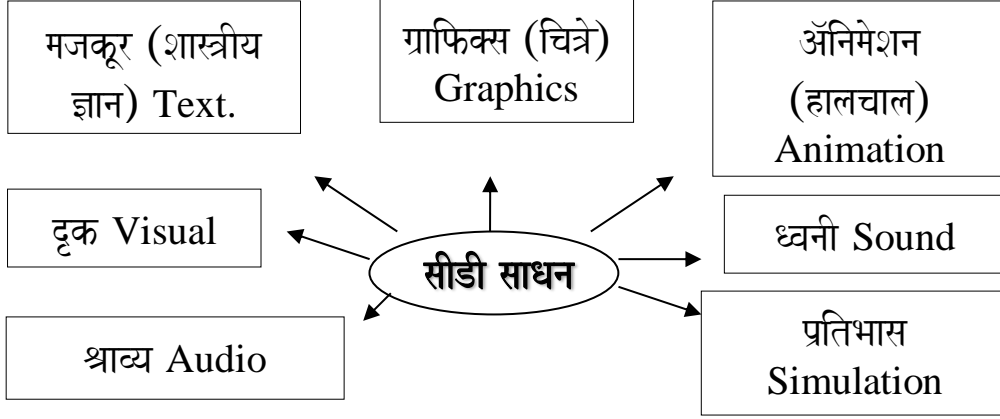 मजकूर (शास्त्रीय
ज्ञान) Text.
ग्राफिक्स (चित्रे)
Graphics
ॲनिमेशन
(हालचाल)
Animation
दृक Visual
सीडी साधन
ध्वनी Sound
श्राव्य Audio
प्रतिभास
Simulation